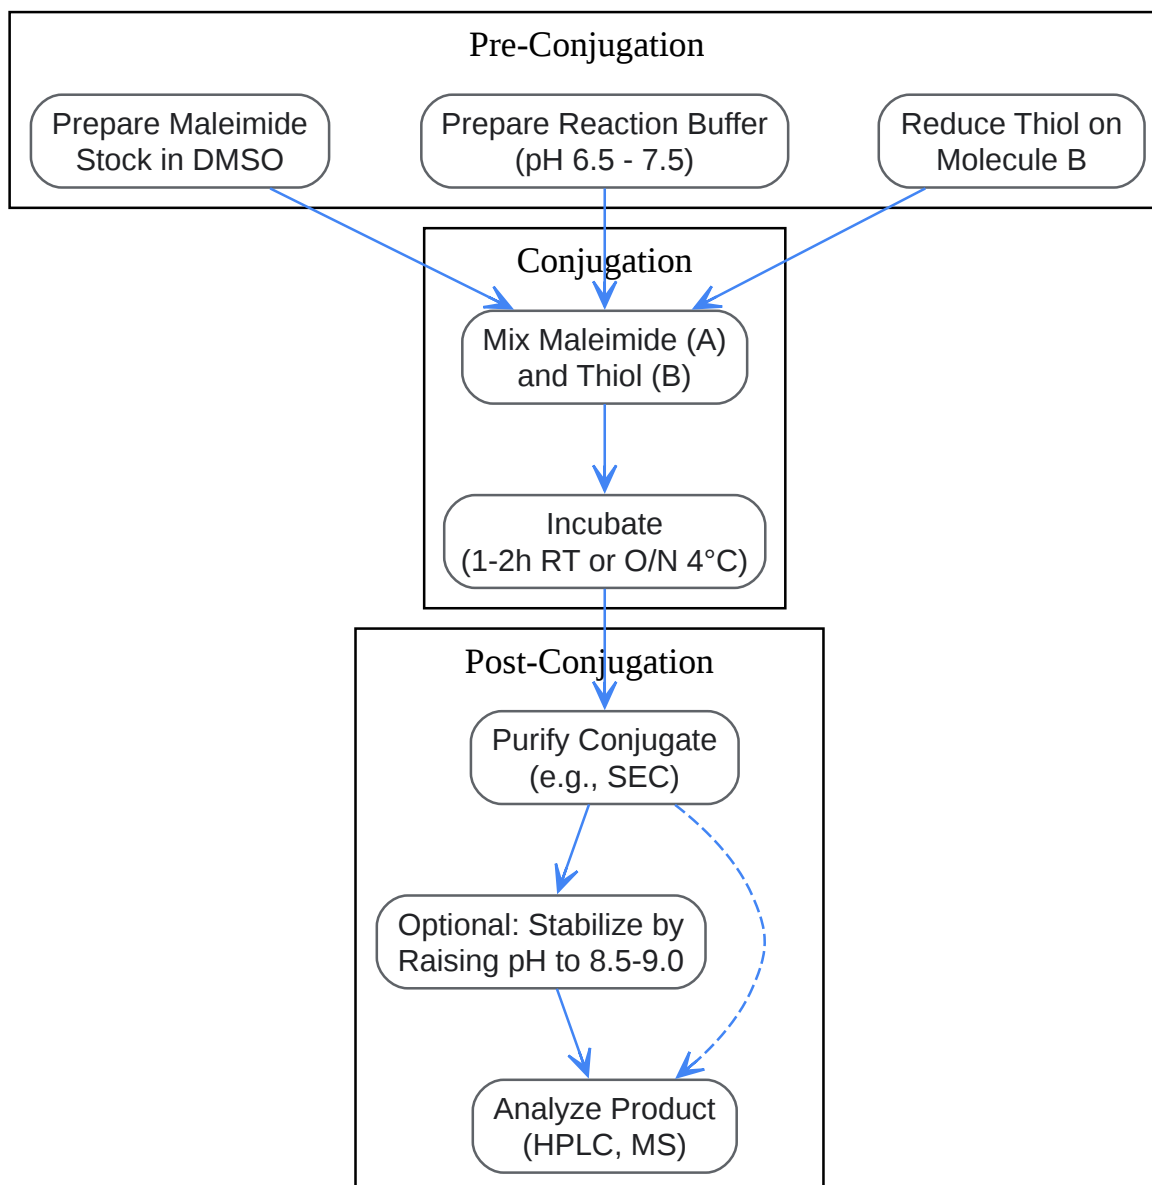 Pre-Conjugation
Prepare Maleimide
Stock in DMSO
Prepare Reaction Buffer
(pH 6.5 - 7.5)
Reduce Thiol on
Molecule B
Conjugation
Mix Maleimide (A)
and Thiol (B)
Incubate
(1-2h RT or O/N 4°C)
Post-Conjugation
Purify Conjugate
(e.g., SEC)
Optional: Stabilize by
Raising pH to 8.5-9.0
Analyze Product
(HPLC, MS)